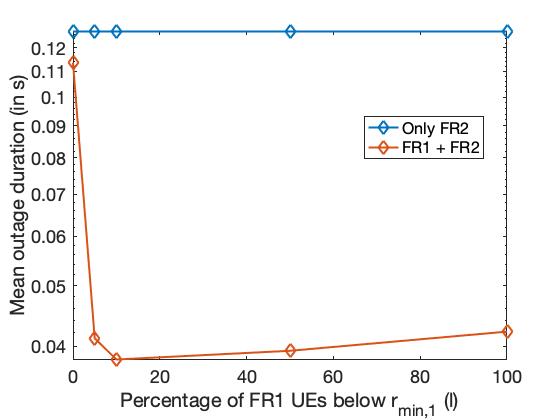 0.12
0.11
0.1
0.09
0.08
0.07
0.06
0.05
0.04
Mean outage duration (in s)
Only FR2
FR1 + FR2
0 20 40 60 80 100
Percentage of FR1 UEs below r_min,1 (l)